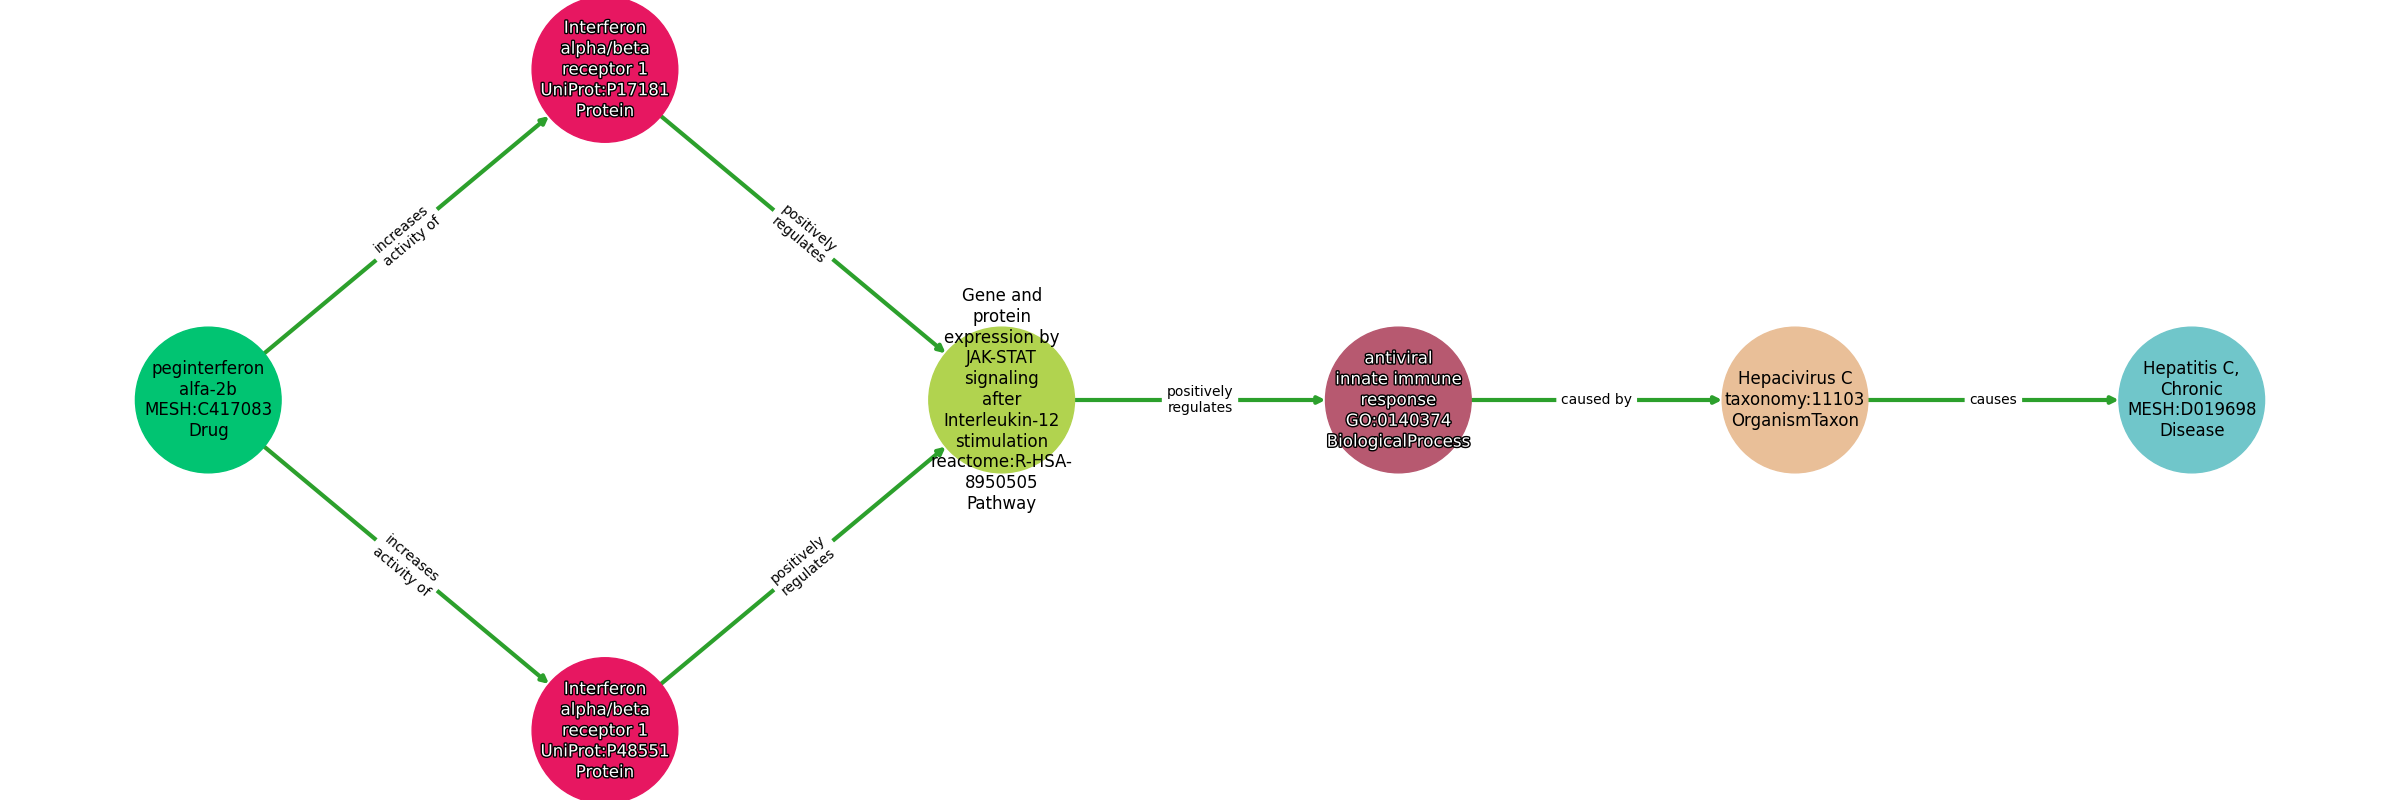 Interferon
alpha/beta
receptor 1
UniProt:P17181
Protein
increases
activity of
positively
regulates
peginterferon
alfa-2b
MESH:C417083
Drug
Gene and
protein
expression by
JAK-STAT
signaling
after
Interleukin-12
stimulation
reactome:R-HSA-
8950505
Pathway
positively
regulates
antiviral
innate immune
response
GO:0140374
BiologicalProcess
caused by
Hepacivirus C
taxonomy:11103
OrganismTaxon
causes
Hepatitis C,
Chronic
MESH:D019698
Disease
increases
activity of
positively
regulates
Interferon
alpha/beta
receptor 1
UniProt:P48551
Protein